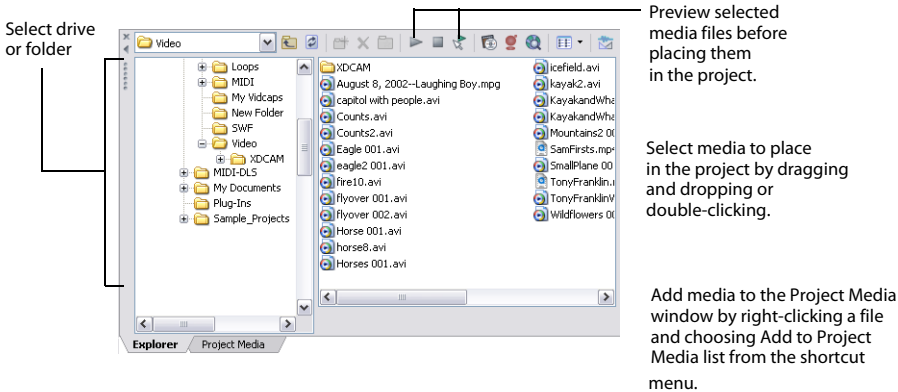 Select drive
or folder
Video
Loops
MIDI
My Vidcaps
New Folder
SWF
Video
XDCAM
MIDI-DLS
My Documents
Plug-Ins
Sample_Projects
XDCAM
August 8, 2002--Laughing Boy.mpg
capitol with people.avi
Counts.avi
Counts2.avi
Eagle 001.avi
eagle2 001.avi
fire10.avi
flyover 001.avi
flyover 002.avi
Horse 001.avi
horse8.avi
Horses 001.avi
icefield.avi
kayak2.avi
KayakandWha
KayakandWha
Mountains2 00
SamFirsts.mp4
SmallPlane 00
TonyFranklin.
TonyFranklin
Wildflowers 00
Explorer
Project Media
Preview selected
media files before
placing them
in the project.
Select media to place
in the project by dragging
and dropping or
double-clicking.
Add media to the Project Media
window by right-clicking a file
and choosing Add to Project
Media list from the shortcut
menu.